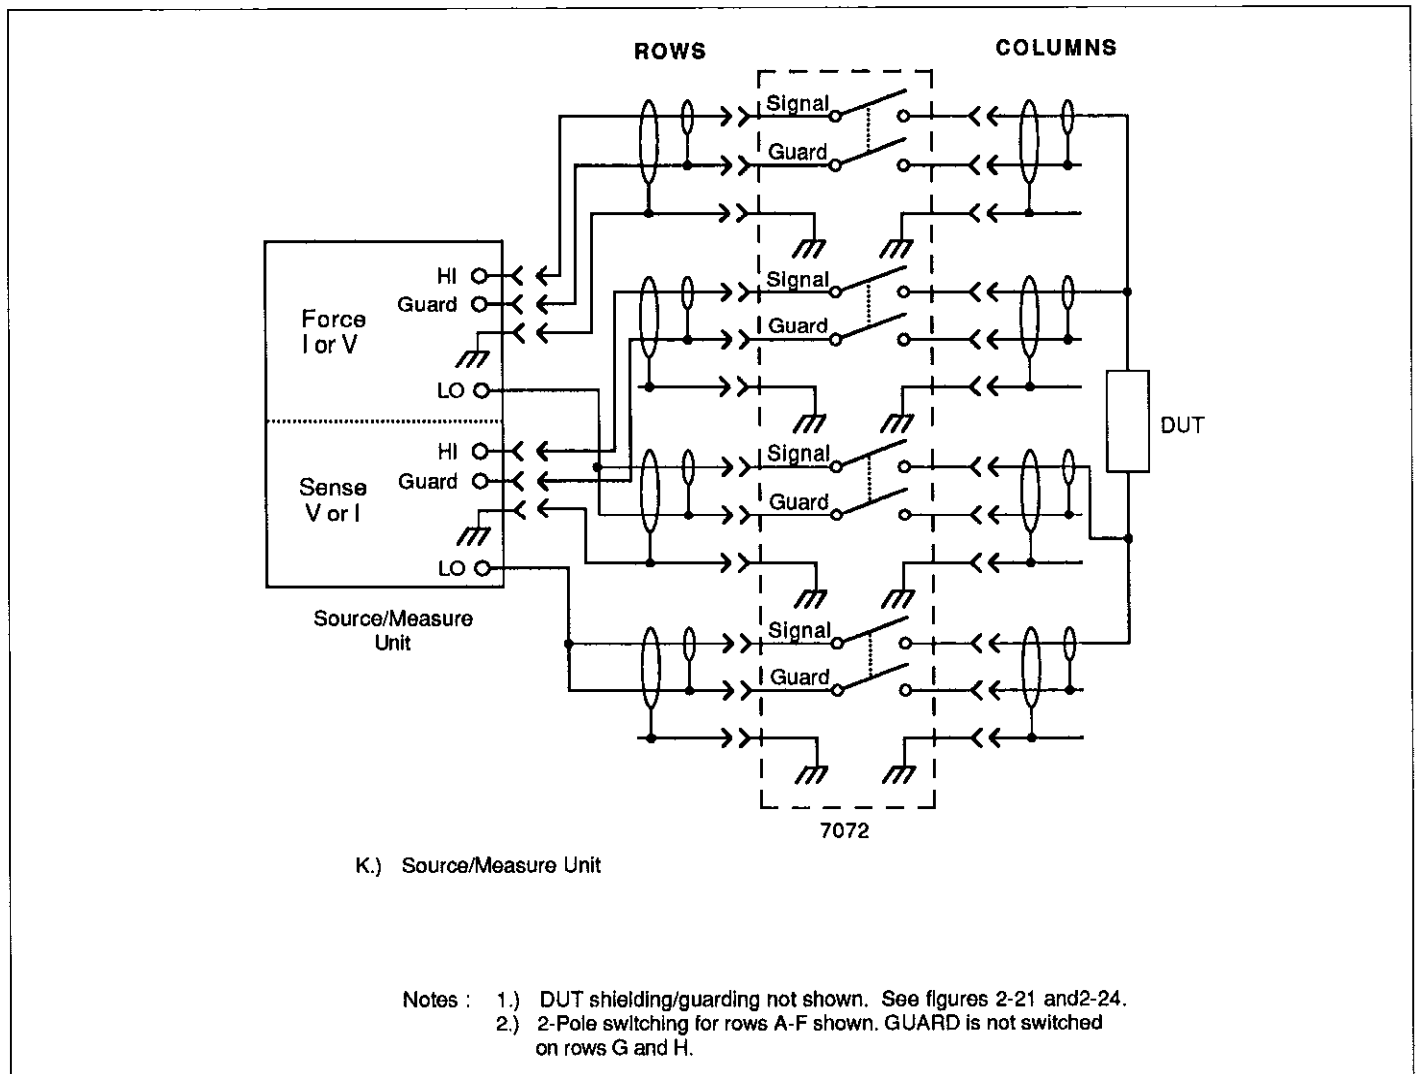 ROWS
COLUMNS
Signal
Guard
Signal
Guard
HI
Guard
Force
I or V
LO
HI
Guard
Sense
V or I
LO
Signal
Guard
DUT
Source/Measure
Unit
Signal
Guard
7072
K.) Source/Measure Unit
Notes : 1.) DUT shielding/guarding not shown. See figures 2-21 and2-24.
2.) 2-Pole switching for rows A-F shown. GUARD is not switched
on rows G and H.